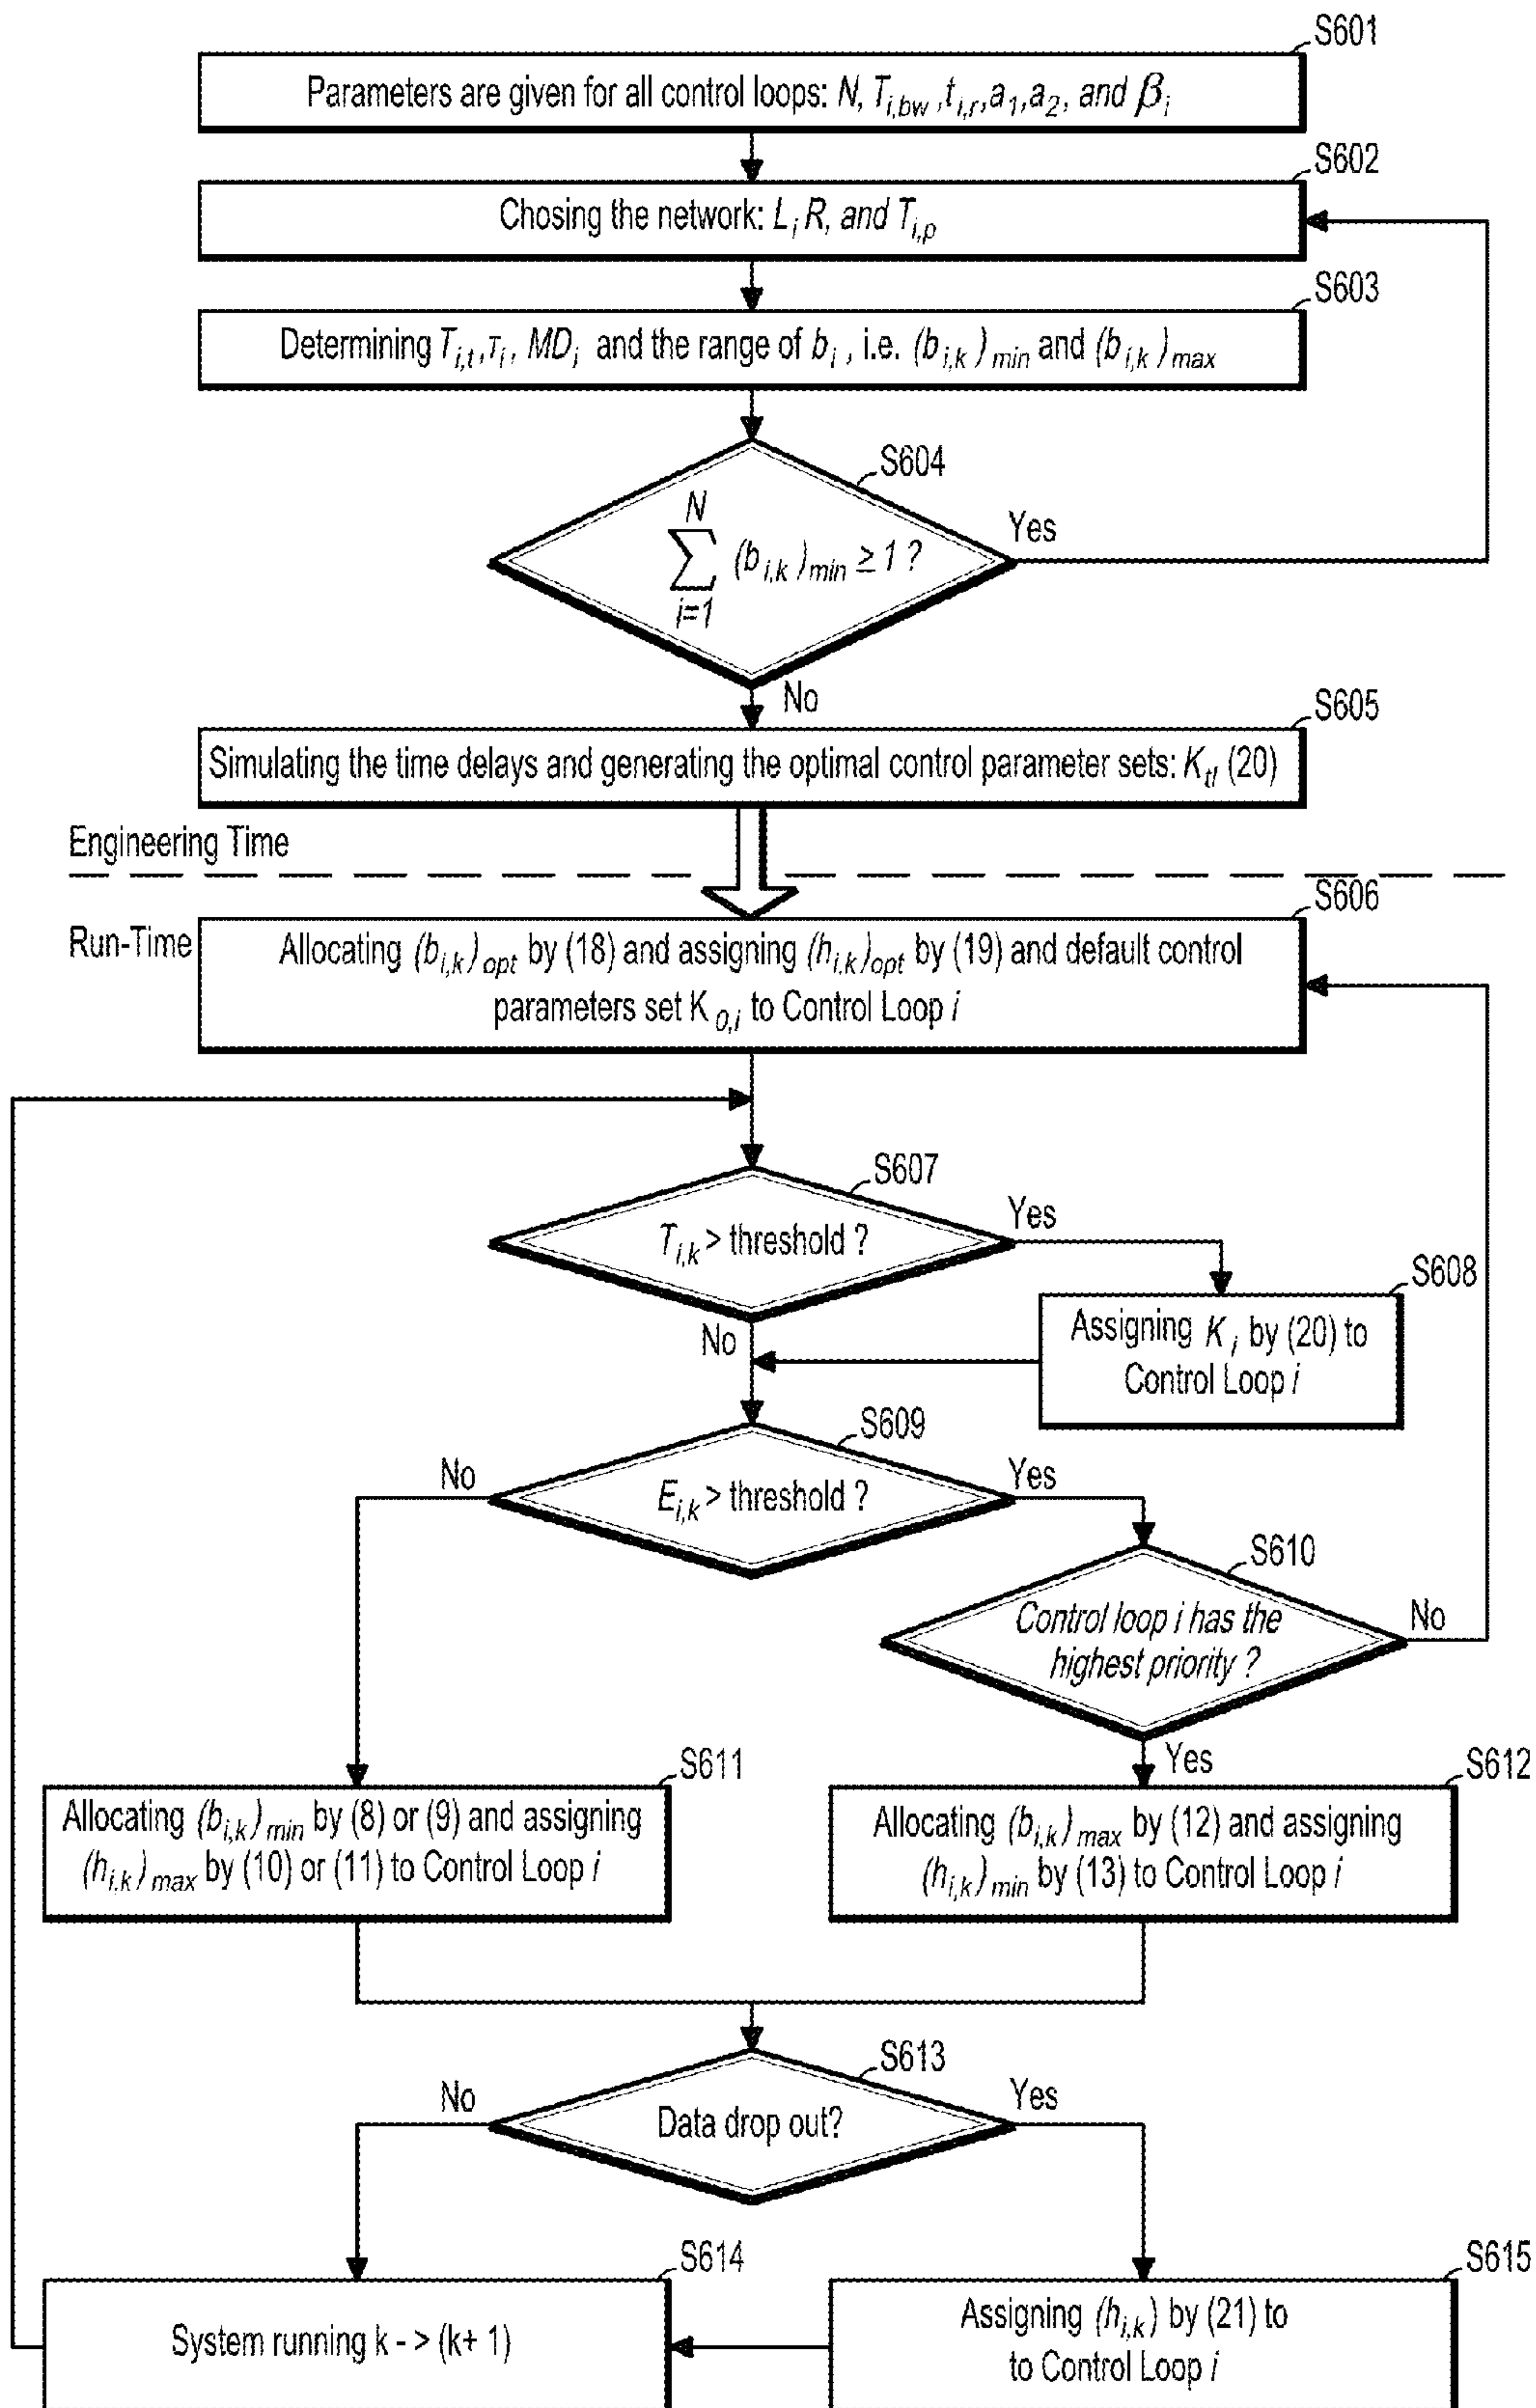 S601
Parameters are given for all control loops: N, T_{i,bw}, t_{i,r}, a_1, a_2, and β_i
S602
Chosing the network: L_i R, and T_{i,p}
S603
Determining T_{i,t}, τ_i, MD_i and the range of b_i, i.e. (b_{i,k})_{min} and (b_{i,k})_{max}
S604
\sum_{i=1}^{N} (b_{i,k})_{min} ≥ 1 ?
Yes
No
S605
Simulating the time delays and generating the optimal control parameter sets: K_{tl} (20)
Engineering Time
S606
Run-Time
Allocating (b_{i,k})_{opt} by (18) and assigning (h_{i,k})_{opt} by (19) and default control
parameters set K_{0,i} to Control Loop i
S607
T_{i,k} > threshold ?
Yes
No
S608
Assigning K_i by (20) to
Control Loop i
S609
E_{i,k} > threshold ?
No
Yes
S610
Control loop i has the
highest priority ?
No
Yes
S611
Allocating (b_{i,k})_{min} by (8) or (9) and assigning
(h_{i,k})_{max} by (10) or (11) to Control Loop i
S612
Allocating (b_{i,k})_{max} by (12) and assigning
(h_{i,k})_{min} by (13) to Control Loop i
S613
Data drop out?
No
Yes
S614
System running k - > (k+ 1)
S615
Assigning (h_{i,k}) by (21) to
to Control Loop i